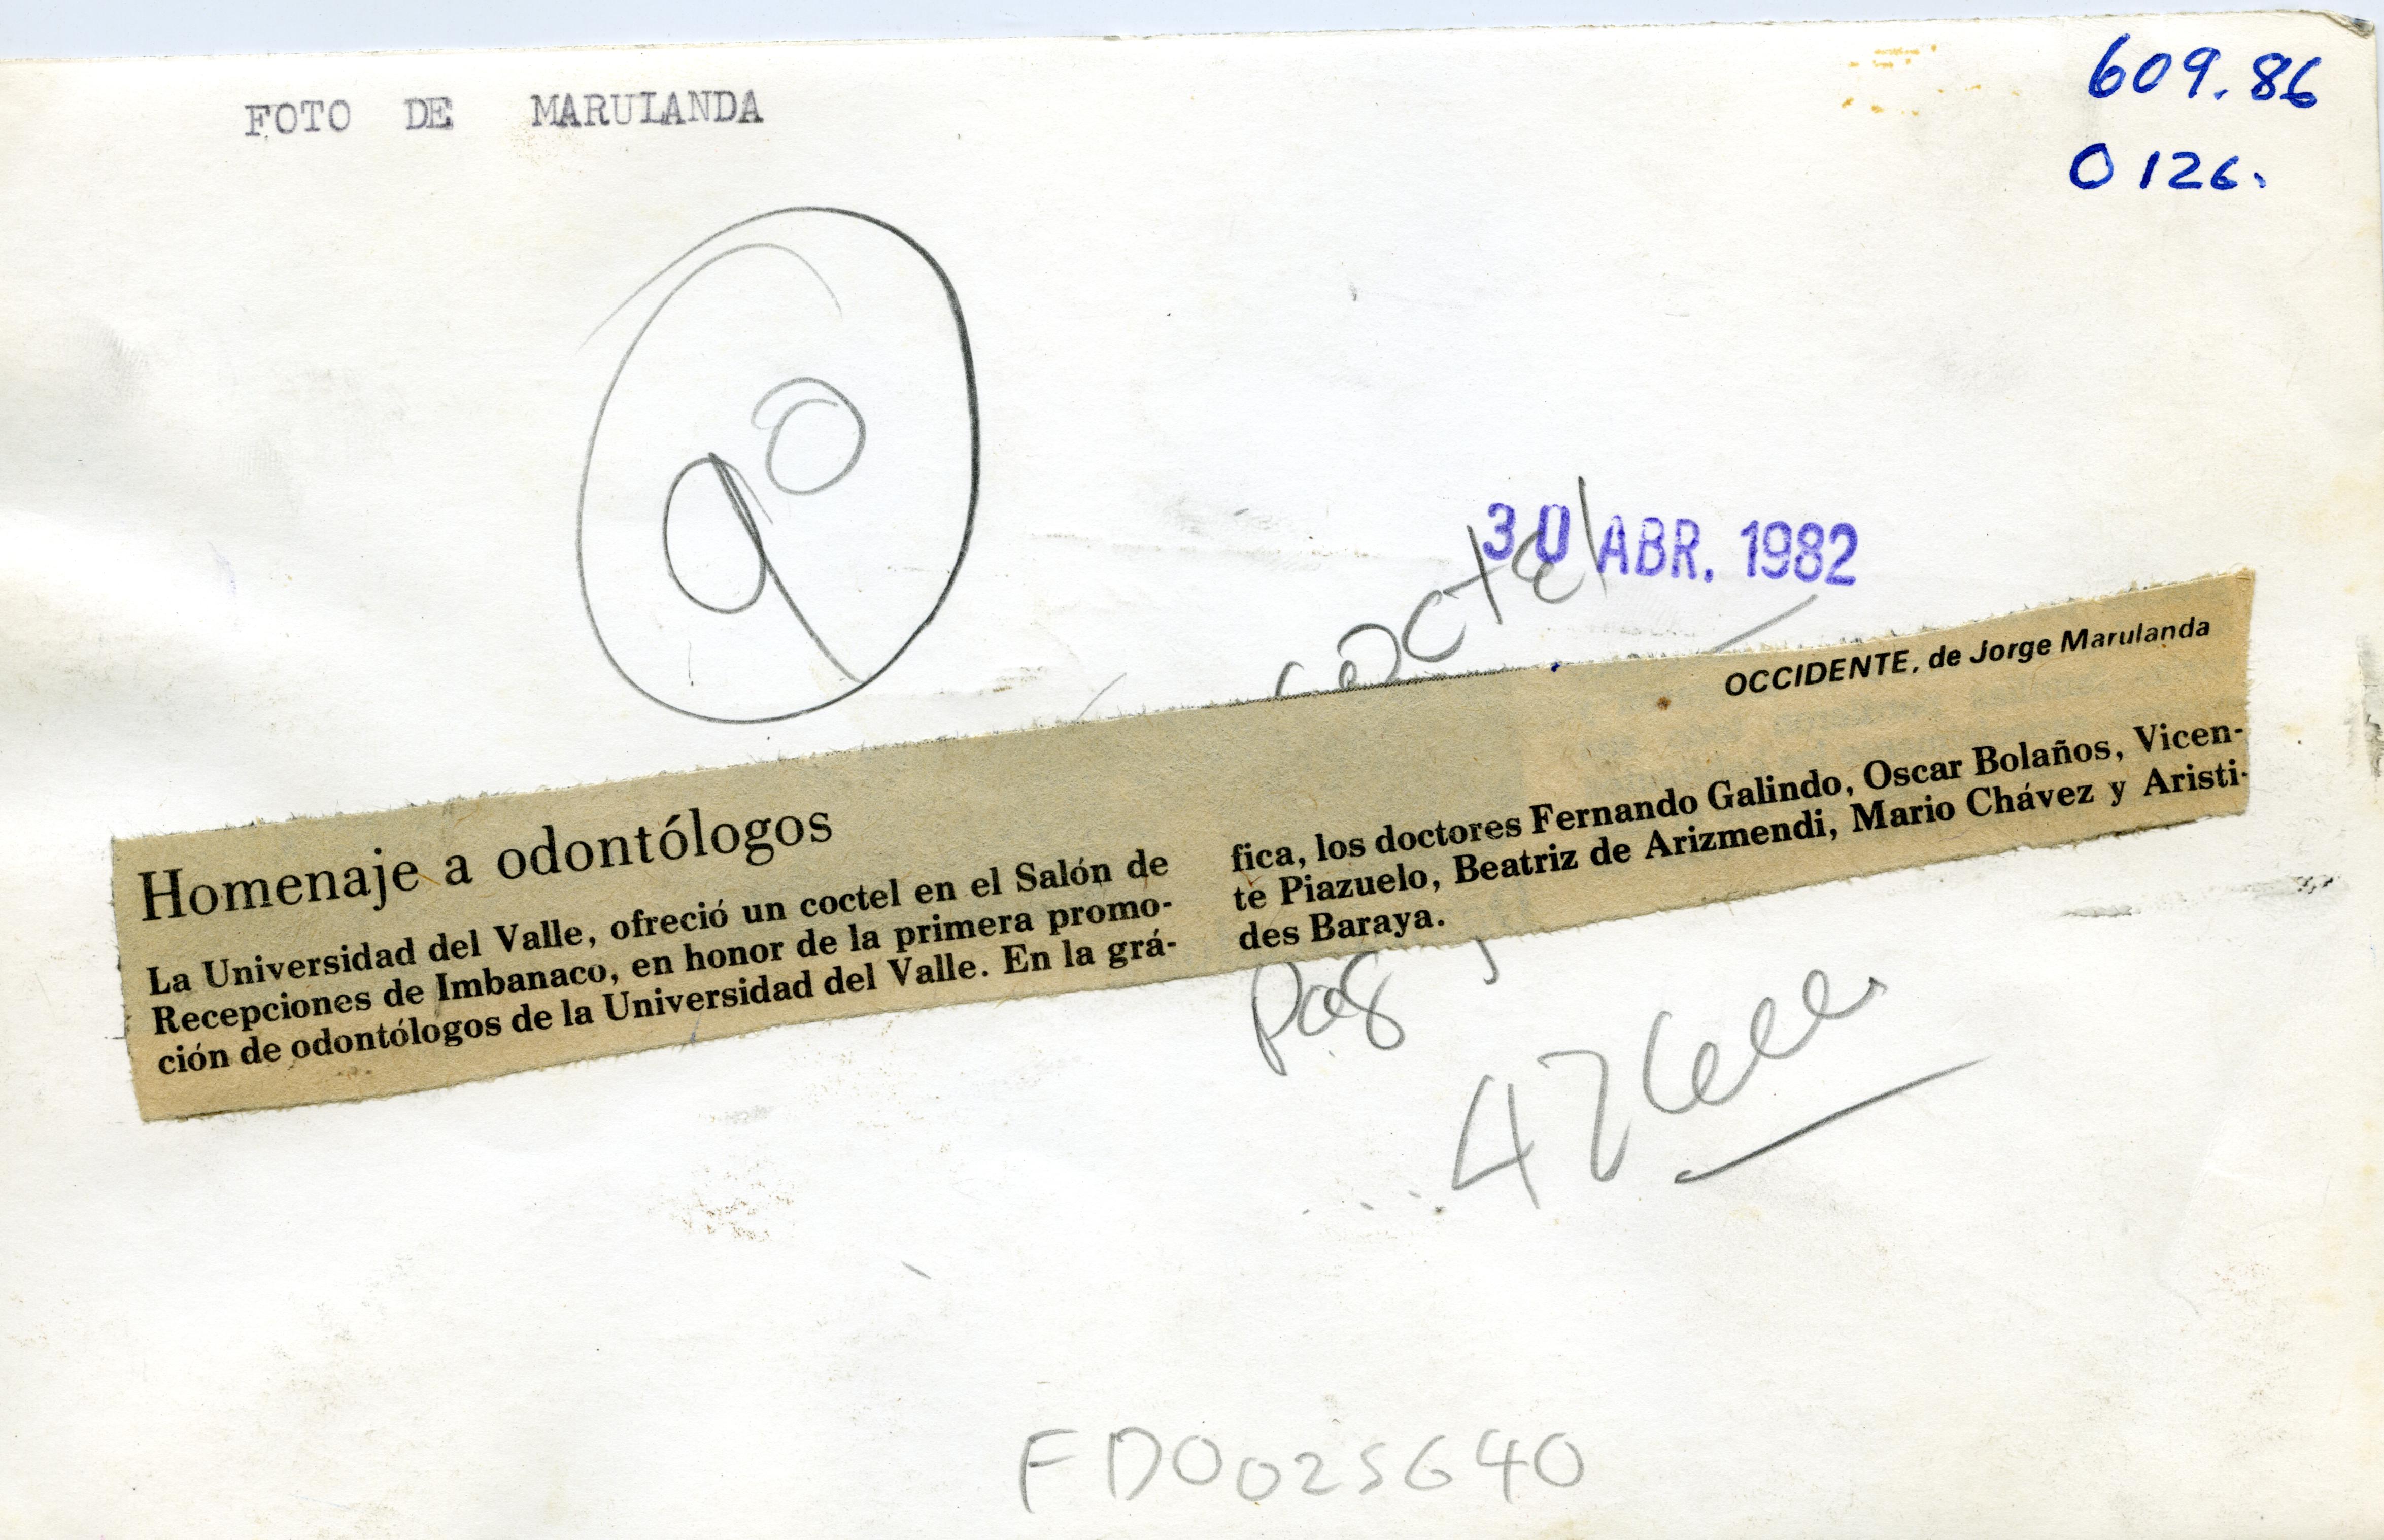 FOTO DE MARULANDA
609.86
O 126.
90
30 ABR. 1982
coctel
OCCIDENTE, de Jorge Marulanda
Homenaje a odontólogos
La Universidad del Valle, ofreció un coctel en el Salón de
Recepciones de Imbanaco, en honor de la primera promo-
ción de odontólogos de la Universidad del Valle. En la grá-
fica, los doctores Fernando Galindo, Oscar Bolaños, Vicen-
te Piazuelo, Beatriz de Arizmendi, Mario Chávez y Aristi-
des Baraya.
Pag
FD0025640